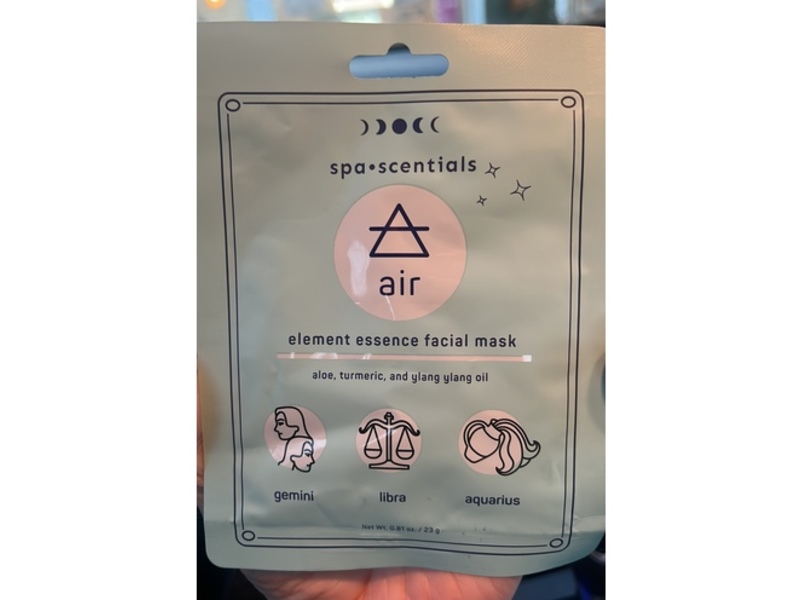 spa•scentials
air
element essence facial mask
aloe, turmeric, and ylang ylang oil
gemini
libra
aquarius
Net Wt. 0.81 oz. / 23 g